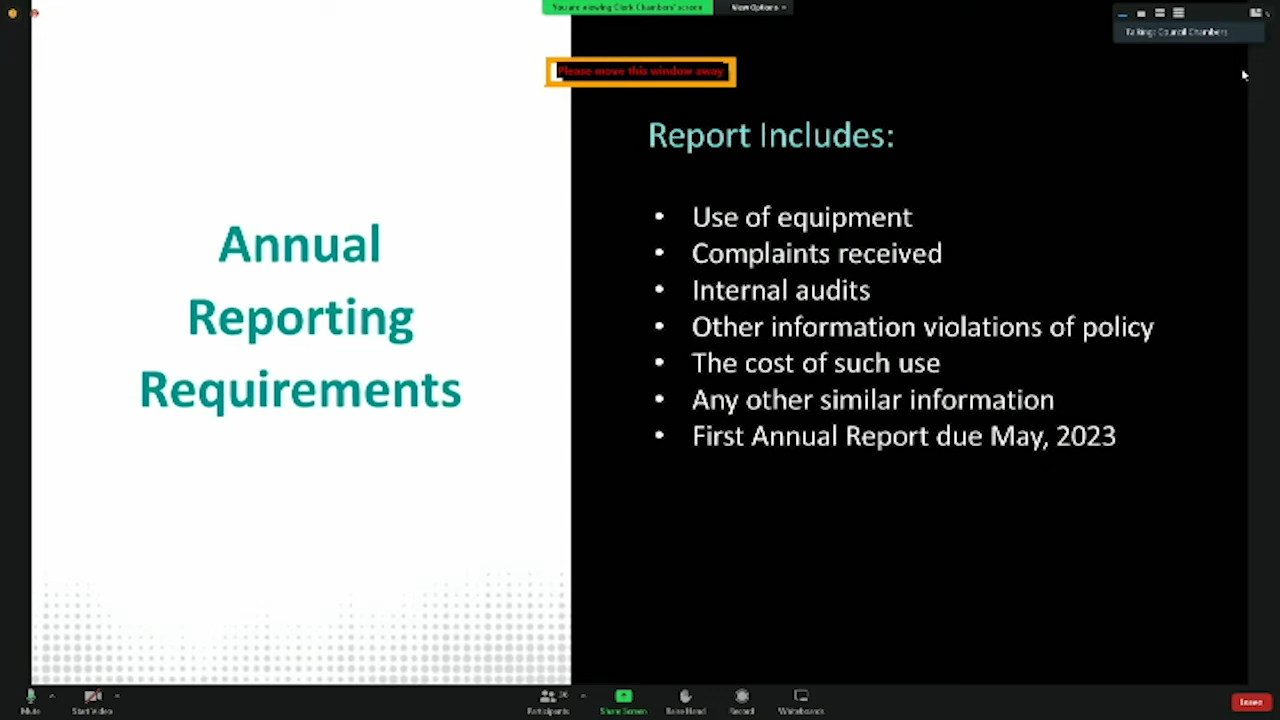 You are viewing Clerk Chambers' screen
View Options
Talking: Council Chambers
Please move this window away
Annual
Reporting
Requirements
Report Includes:
• Use of equipment
• Complaints received
• Internal audits
• Other information violations of policy
• The cost of such use
• Any other similar information
• First Annual Report due May, 2023
Mute
Start Video
Participants
Share Screen
Raise Hand
Record
Whiteboards
Leave